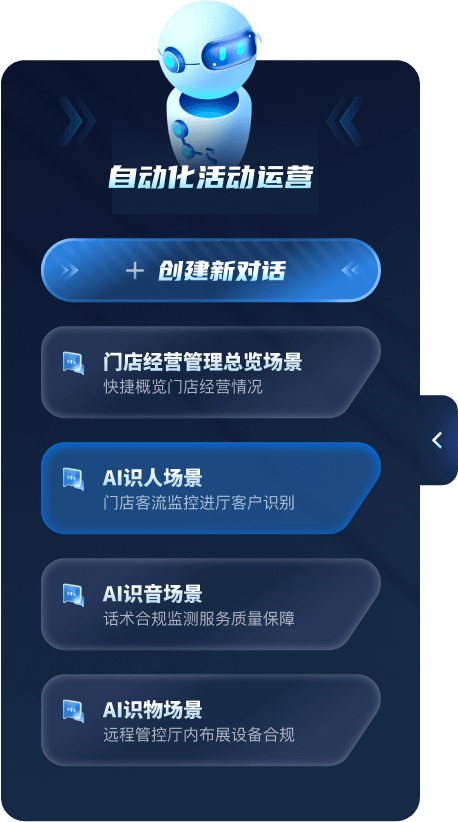 自动化活动运营
+ 创建新对话
门店经营管理总览场景
快捷概览门店经营情况
AI识人场景
门店客流监控进厅客户识别
AI识音场景
话术合规监测服务质量保障
AI识物场景
远程管控厅内布展设备合规